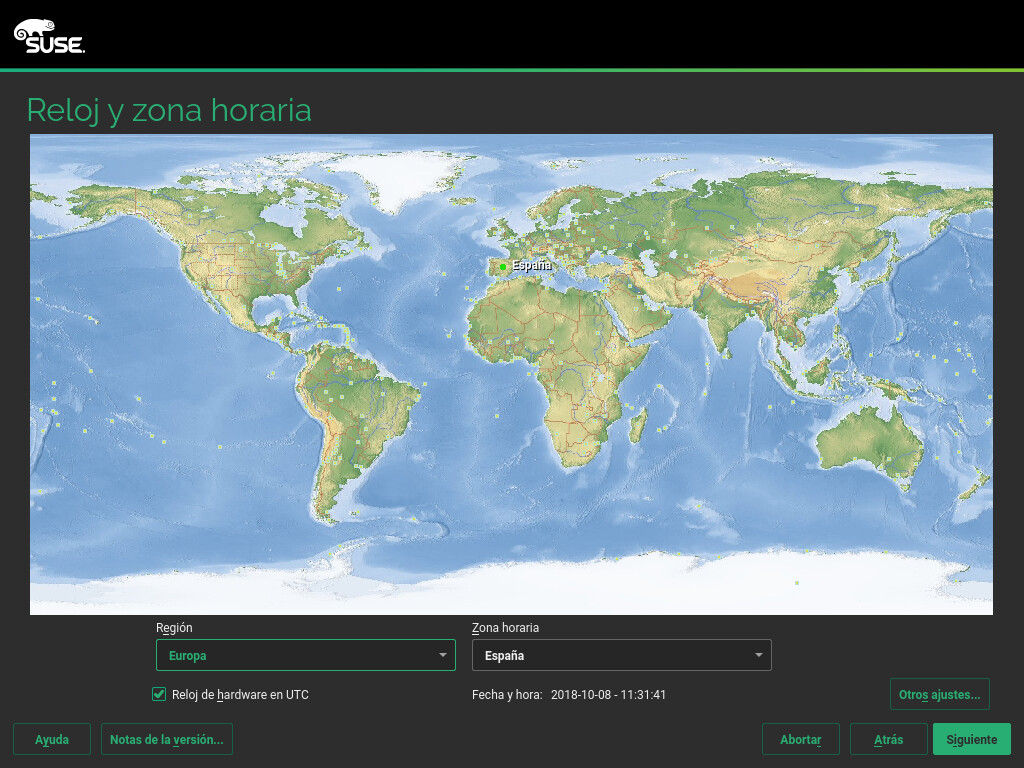 SUSE.
Reloj y zona horaria
España
Región
Zona horaria
Europa
España
Reloj de hardware en UTC
Fecha y hora: 2018-10-08 - 11:31:41
Otros ajustes...
Ayuda
Notas de la versión...
Abortar
Atrás
Siguiente